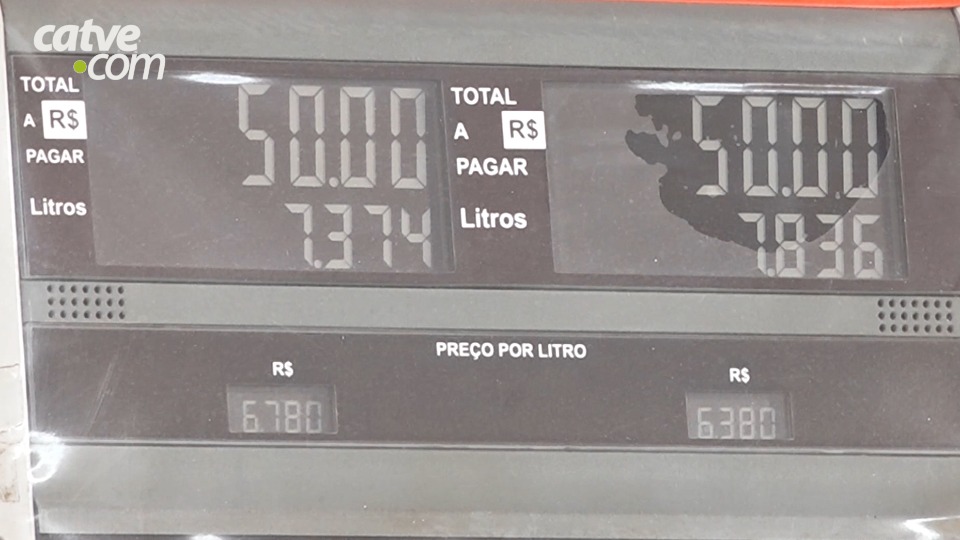 catve
.com
TOTAL
A R$
PAGAR
50.00
Litros
7.374
TOTAL
A R$
PAGAR
50.00
Litros
7.836
PREÇO POR LITRO
R$
6.780
R$
6.380